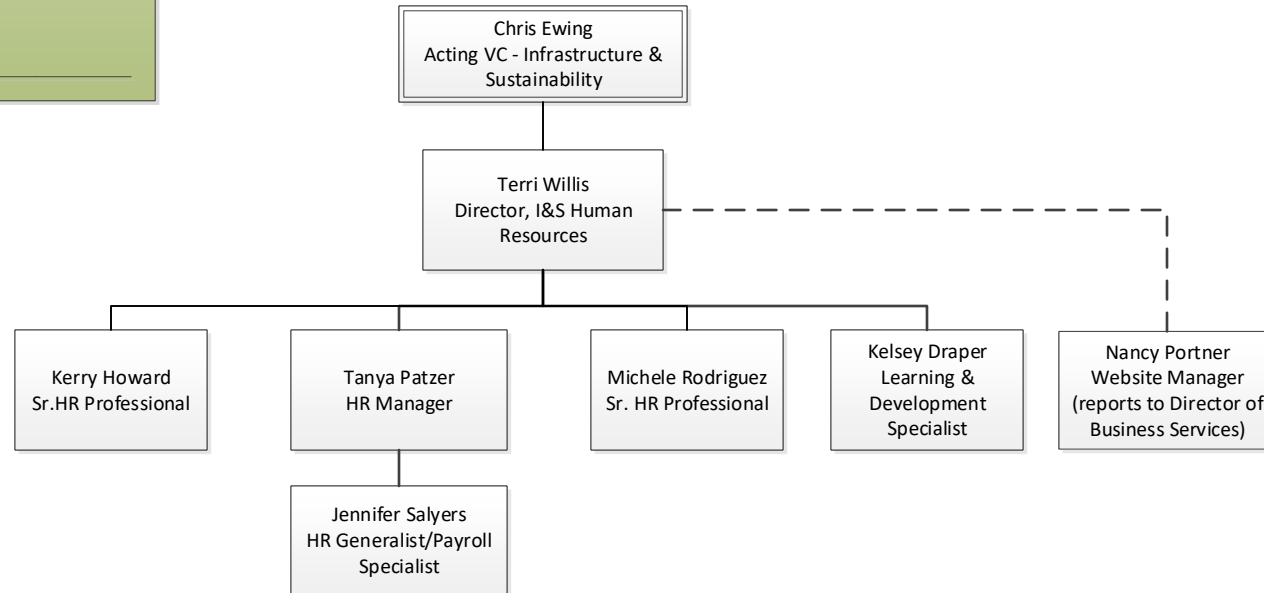 Chris Ewing
Acting VC - Infrastructure &
Sustainability
Terri Willis
Director, I&S Human
Resources
Kerry Howard
Sr.HR Professional
Tanya Patzer
HR Manager
Michele Rodriguez
Sr. HR Professional
Kelsey Draper
Learning &
Development
Specialist
Nancy Portner
Website Manager
(reports to Director of
Business Services)
Jennifer Salyers
HR Generalist/Payroll
Specialist